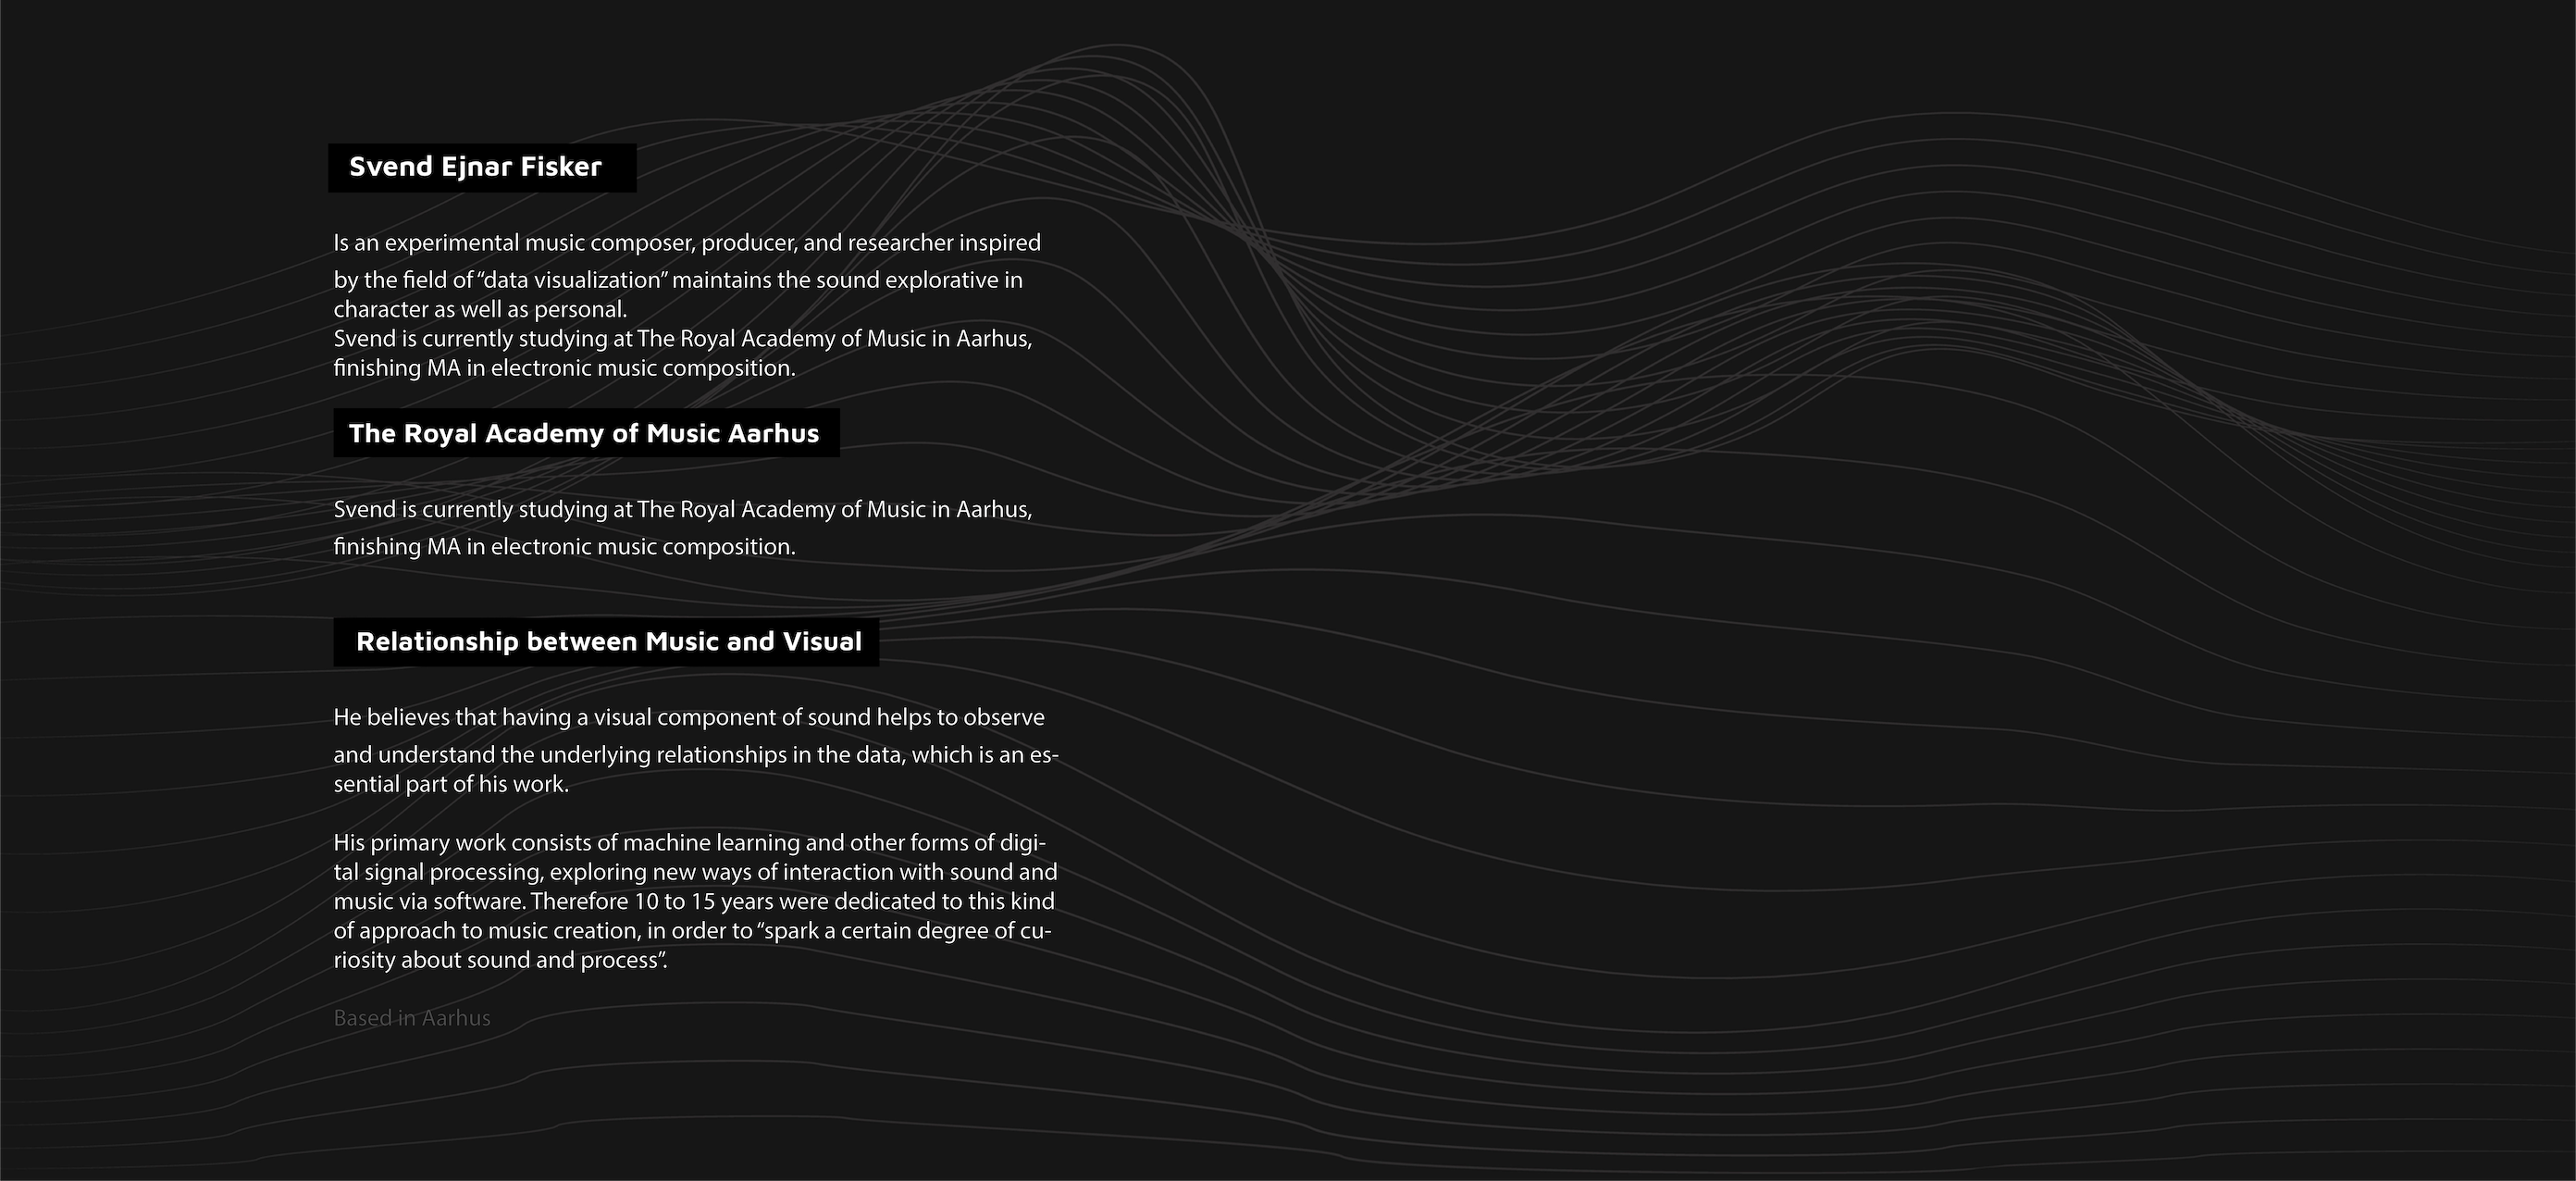 Svend Ejnar Fisker
Is an experimental music composer, producer, and researcher inspired
by the field of “data visualization” maintains the sound explorative in
character as well as personal.
Svend is currently studying at The Royal Academy of Music in Aarhus,
finishing MA in electronic music composition.
The Royal Academy of Music Aarhus
Svend is currently studying at The Royal Academy of Music in Aarhus,
finishing MA in electronic music composition.
Relationship between Music and Visual
He believes that having a visual component of sound helps to observe
and understand the underlying relationships in the data, which is an es-
sential part of his work.
His primary work consists of machine learning and other forms of digi-
tal signal processing, exploring new ways of interaction with sound and
music via software. Therefore 10 to 15 years were dedicated to this kind
of approach to music creation, in order to “spark a certain degree of cu-
riosity about sound and process”.
Based in Aarhus